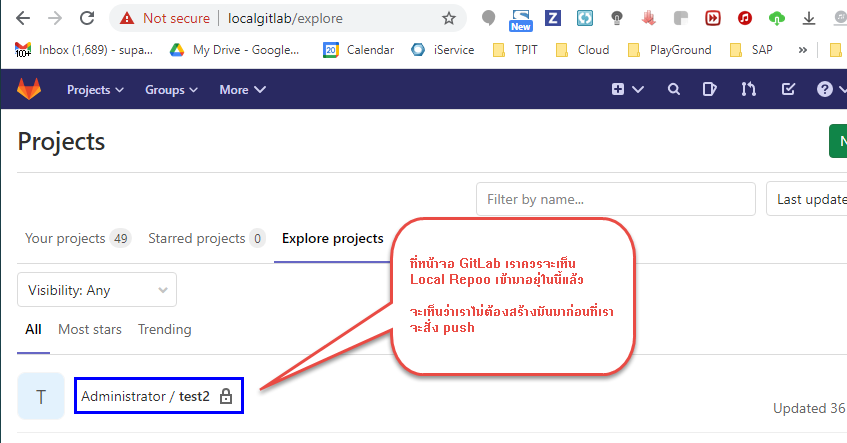 Not secure | localgitlab/explore
New
Z
100+ Inbox (1,689) - supa... My Drive - Google... 20 Calendar iService TPIT Cloud PlayGround SAP »
Projects Groups More
Projects
N
Filter by name... Last update
Your projects 49 Starred projects 0 Explore projects
ที่หน้าจอ GitLab เราควรจะเห็น
Local Repoo เข้ามาอยู่ในนี้แล้ว
จะเห็นว่าเราไม่ต้องสร้างมันมาก่อนที่เรา
จะสั่ง push
Visibility: Any
All Most stars Trending
T Administrator / test2
Updated 36